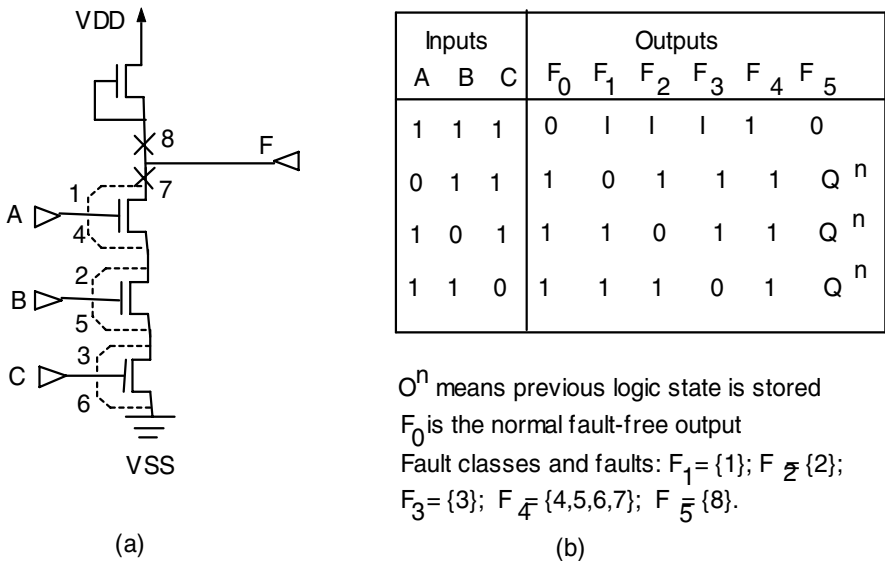 VDD
8
F
7
1
A
4
2
B
5
3
C
6
VSS
(a)
Inputs Outputs
A B C F0 F1 F2 F3 F4 F5
1 1 1 0 I I I 1 0
0 1 1 1 0 1 1 1 Q n
1 0 1 1 1 0 1 1 Q n
1 1 0 1 1 1 0 1 Q n
O n means previous logic state is stored
F0 is the normal fault-free output
Fault classes and faults: F1 = {1}; F2 = {2};
F3 = {3}; F4 = {4,5,6,7}; F5 = {8}.
(b)